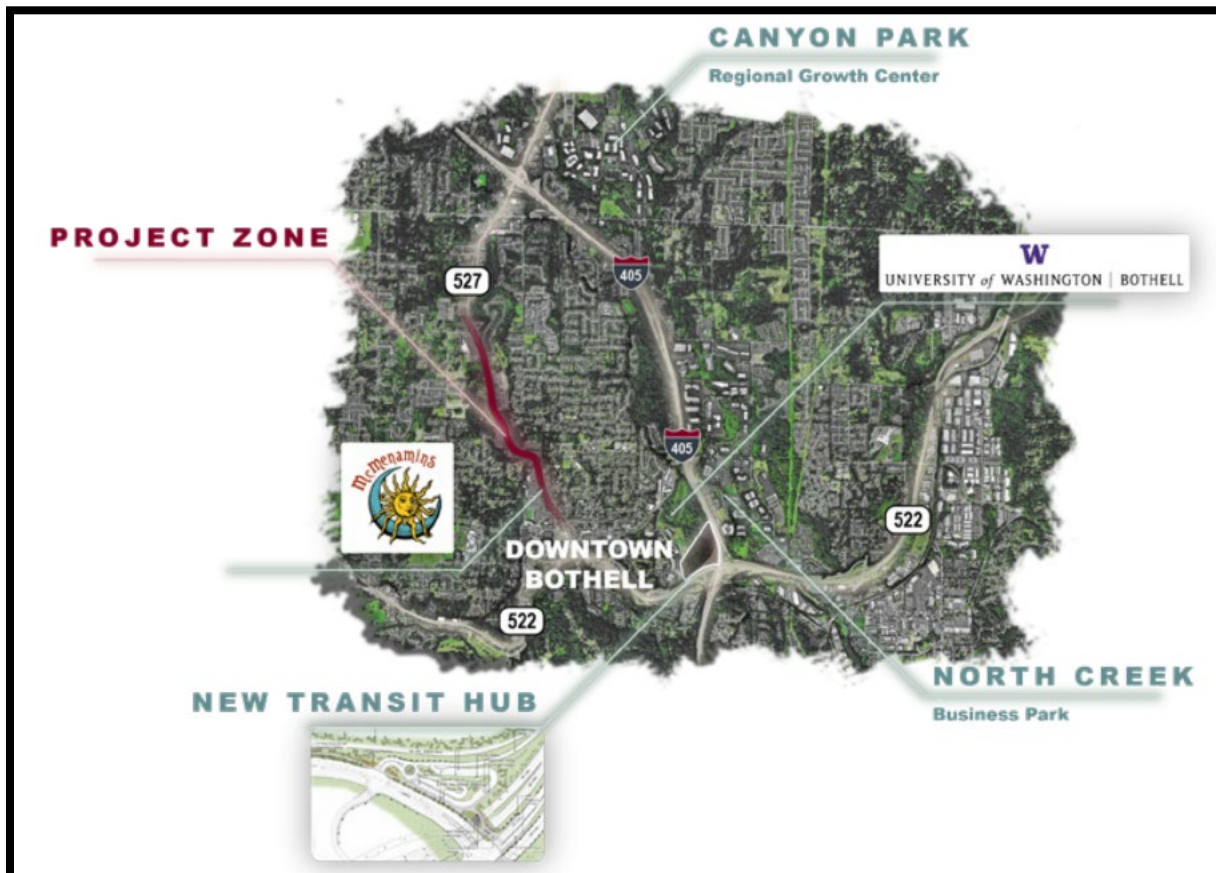 CANYON PARK
Regional Growth Center
PROJECT ZONE
W
UNIVERSITY of WASHINGTON | BOTHELL
527
405
McMenamins
405
522
DOWNTOWN
BOTHELL
522
NORTH CREEK
Business Park
NEW TRANSIT HUB